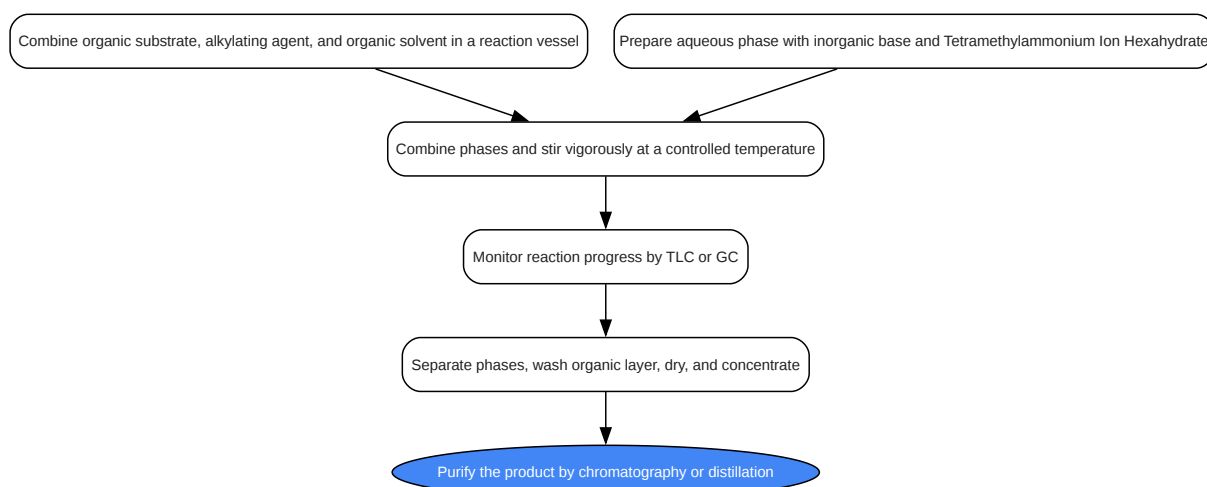 Combine organic substrate, alkylating agent, and organic solvent in a reaction vessel
Prepare aqueous phase with inorganic base and Tetramethylammonium Ion Hexahydrate
Combine phases and stir vigorously at a controlled temperature
Monitor reaction progress by TLC or GC
Separate phases, wash organic layer, dry, and concentrate
Purify the product by chromatography or distillation